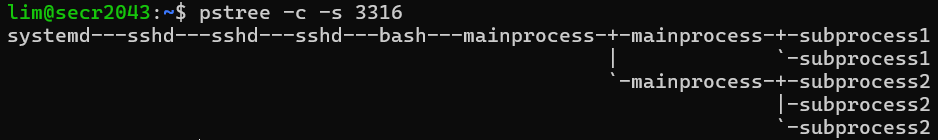 lim@secr2043:~$ pstree -c -s 3316
systemd---sshd---sshd---sshd---bash---mainprocess-+-mainprocess-+-subprocess1
                                                  |             `-subprocess1
                                                  `-mainprocess-+-subprocess2
                                                                |-subprocess2
                                                                `-subprocess2